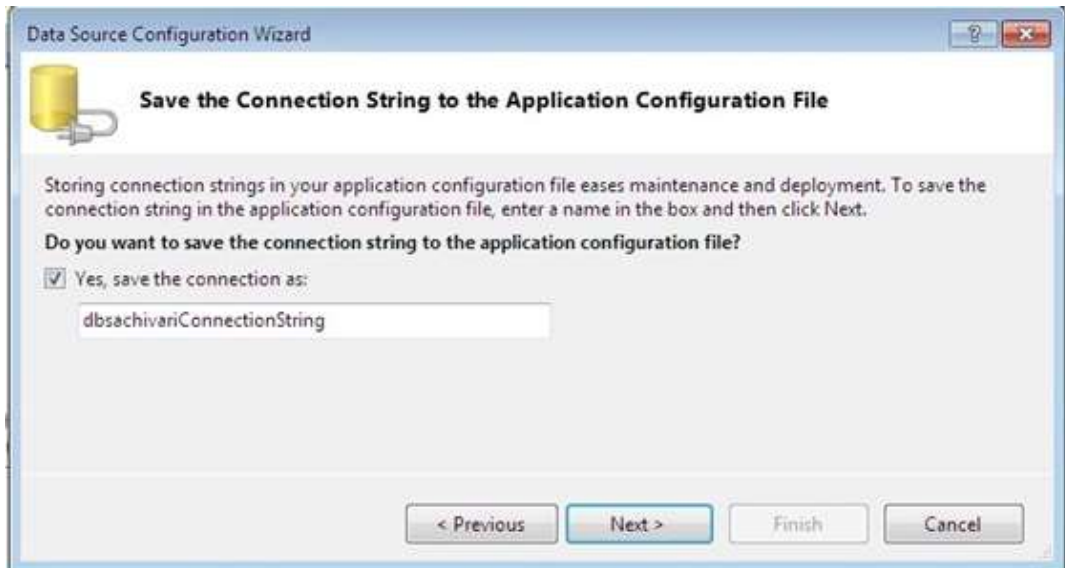 Data Source Configuration Wizard
Save the Connection String to the Application Configuration File
Storing connection strings in your application configuration file eases maintenance and deployment. To save the
connection string in the application configuration file, enter a name in the box and then click Next.
Do you want to save the connection string to the application configuration file?
Yes, save the connection as:
dbsachivariConnectionString
< Previous
Next >
Finish
Cancel